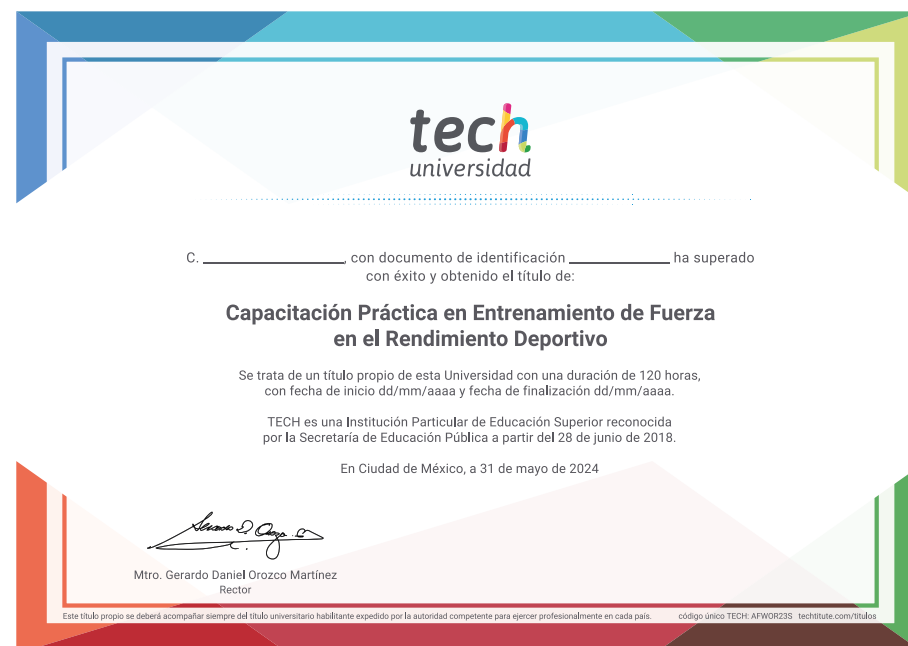 tech
universidad
C. ____________, con documento de identificación ____________ ha superado
con éxito y obtenido el título de:
Capacitación Práctica en Entrenamiento de Fuerza
en el Rendimiento Deportivo
Se trata de un título propio de esta Universidad con una duración de 120 horas,
con fecha de inicio dd/mm/aaaa y fecha de finalización dd/mm/aaaa.
TECH es una Institución Particular de Educación Superior reconocida
por la Secretaría de Educación Pública a partir del 28 de junio de 2018.
En Ciudad de México, a 31 de mayo de 2024
Mtro. Gerardo Daniel Orozco Martínez
Rector
Este título propio se deberá acompañar siempre del título universitario habilitante expedido por la autoridad competente para ejercer profesionalmente en cada país. código único TECH: AFWOR23S techtitute.com/titulos